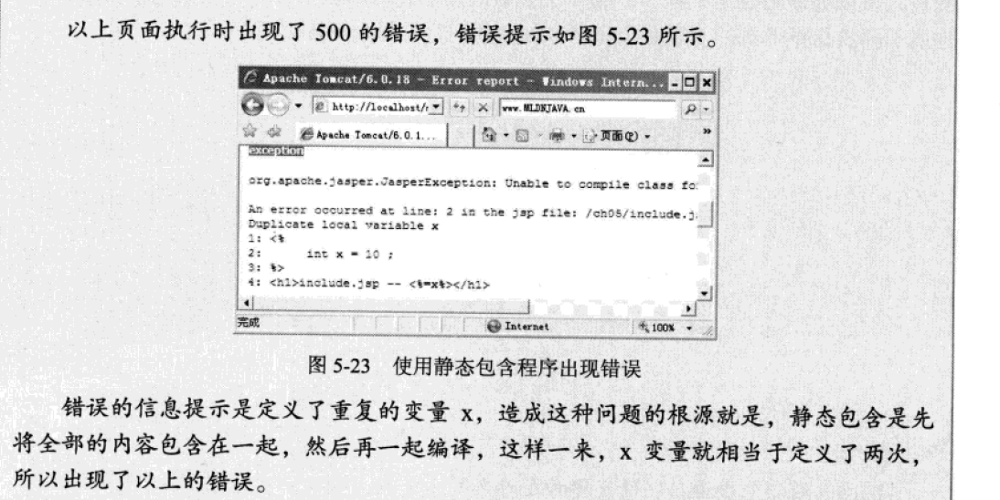 以上页面执行时出现了 500 的错误，错误提示如图 5-23 所示。
Apache Tomcat/6.0.18 - Error report - Windows Intern...
http://localhost/r
www.MLDNJAVA.cn
Apache Tomcat/6.0.1...
页面(P)
exception
org.apache.jasper.JasperException: Unable to compile class fo
An error occurred at line: 2 in the jsp file: /ch05/include.j
Duplicate local variable x
1: <%
2: int x = 10 ;
3: %>
4: <h1>include.jsp -- <%=x%></h1>
完成 Internet 100%
图 5-23 使用静态包含程序出现错误
错误的信息提示是定义了重复的变量 x，造成这种问题的根源就是，静态包含是先
将全部的内容包含在一起，然后再一起编译，这样一来，x 变量就相当于定义了两次，
所以出现了以上的错误。